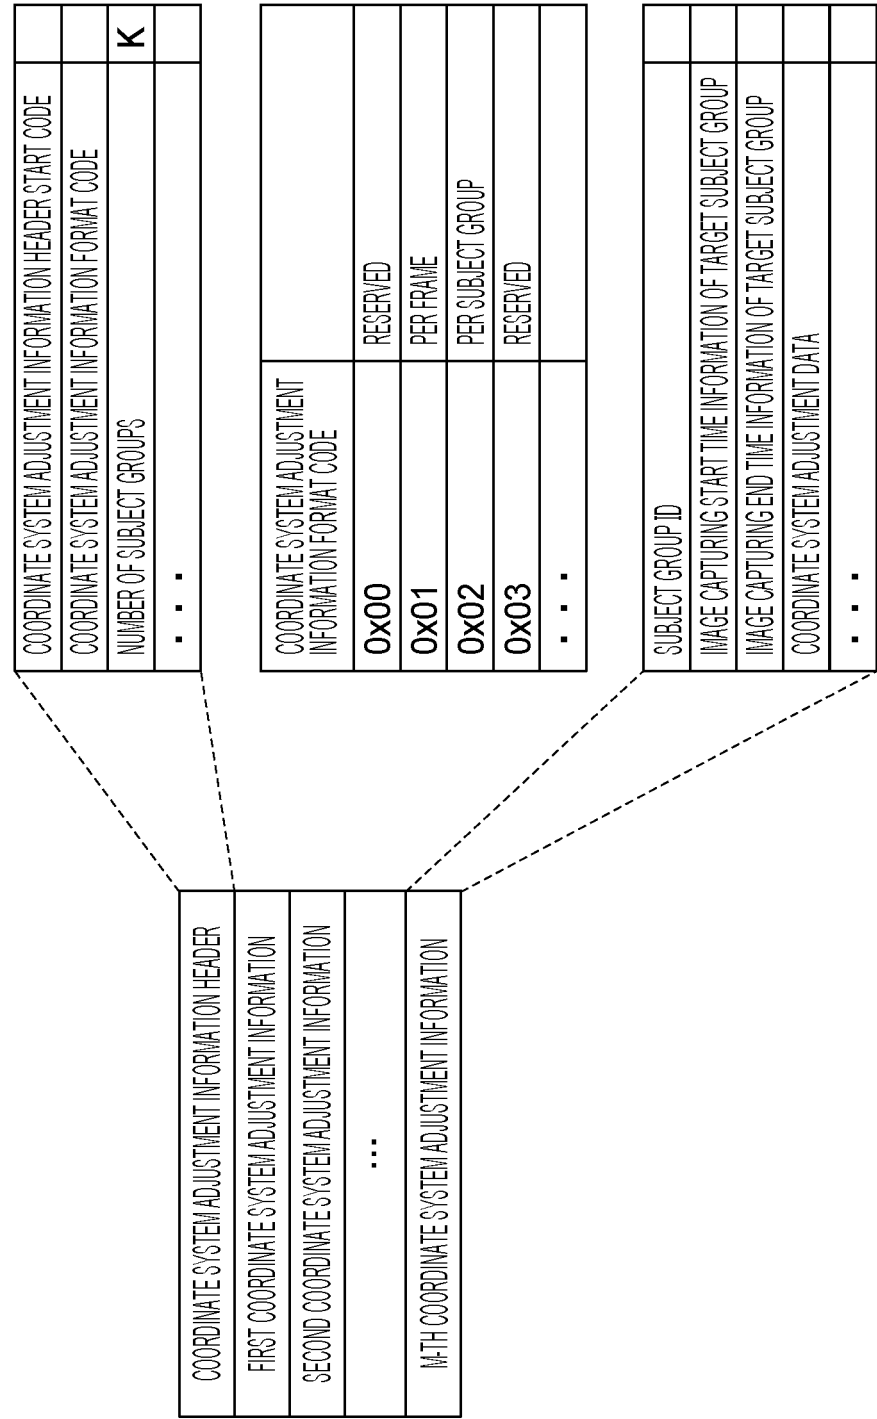 COORDINATE SYSTEM ADJUSTMENT INFORMATION HEADER
FIRST COORDINATE SYSTEM ADJUSTMENT INFORMATION
SECOND COORDINATE SYSTEM ADJUSTMENT INFORMATION
...
M-TH COORDINATE SYSTEM ADJUSTMENT INFORMATION
COORDINATE SYSTEM ADJUSTMENT INFORMATION HEADER START CODE
COORDINATE SYSTEM ADJUSTMENT INFORMATION FORMAT CODE
NUMBER OF SUBJECT GROUPS K
...
COORDINATE SYSTEM ADJUSTMENT
INFORMATION FORMAT CODE
0x00 RESERVED
0x01 PER FRAME
0x02 PER SUBJECT GROUP
0x03 RESERVED
...
SUBJECT GROUP ID
IMAGE CAPTURING START TIME INFORMATION OF TARGET SUBJECT GROUP
IMAGE CAPTURING END TIME INFORMATION OF TARGET SUBJECT GROUP
COORDINATE SYSTEM ADJUSTMENT DATA
...